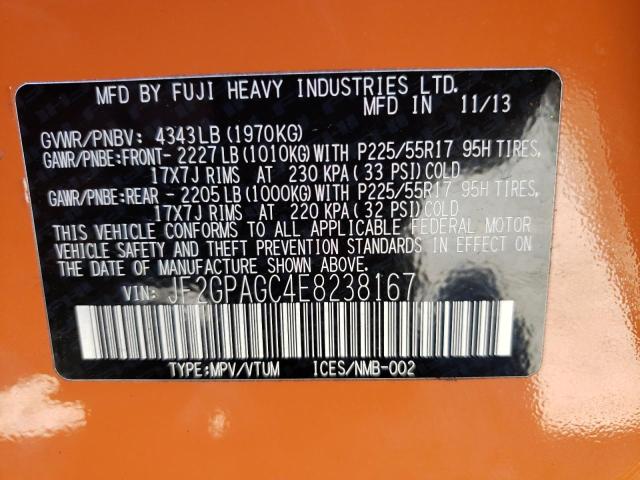 MFD BY FUJI HEAVY INDUSTRIES LTD.
MFD IN 11/13
GVWR/PNBV: 4343LB(1970KG)
GAWR/PNBE:FRONT-2227LB(1010KG)WITH P225/55R17 95H TIRES,
17X7J RIMS AT 230 KPA(33 PSI)COLD
GAWR/PNBE:REAR -2205LB(1000KG)WITH P225/55R17 95H TIRES,
17X7J RIMS AT 220 KPA(32 PSI)COLD
THIS VEHICLE CONFORMS TO ALL APPLICABLE FEDERAL MOTOR
VEHICLE SAFETY AND THEFT PREVENTION STANDARDS IN EFFECT ON
THE DATE OF MANUFACTURE SHOWN ABOVE.
VIN: JF2GPAGC4E8238167
TYPE:MPV/VTUM ICES/NMB-002